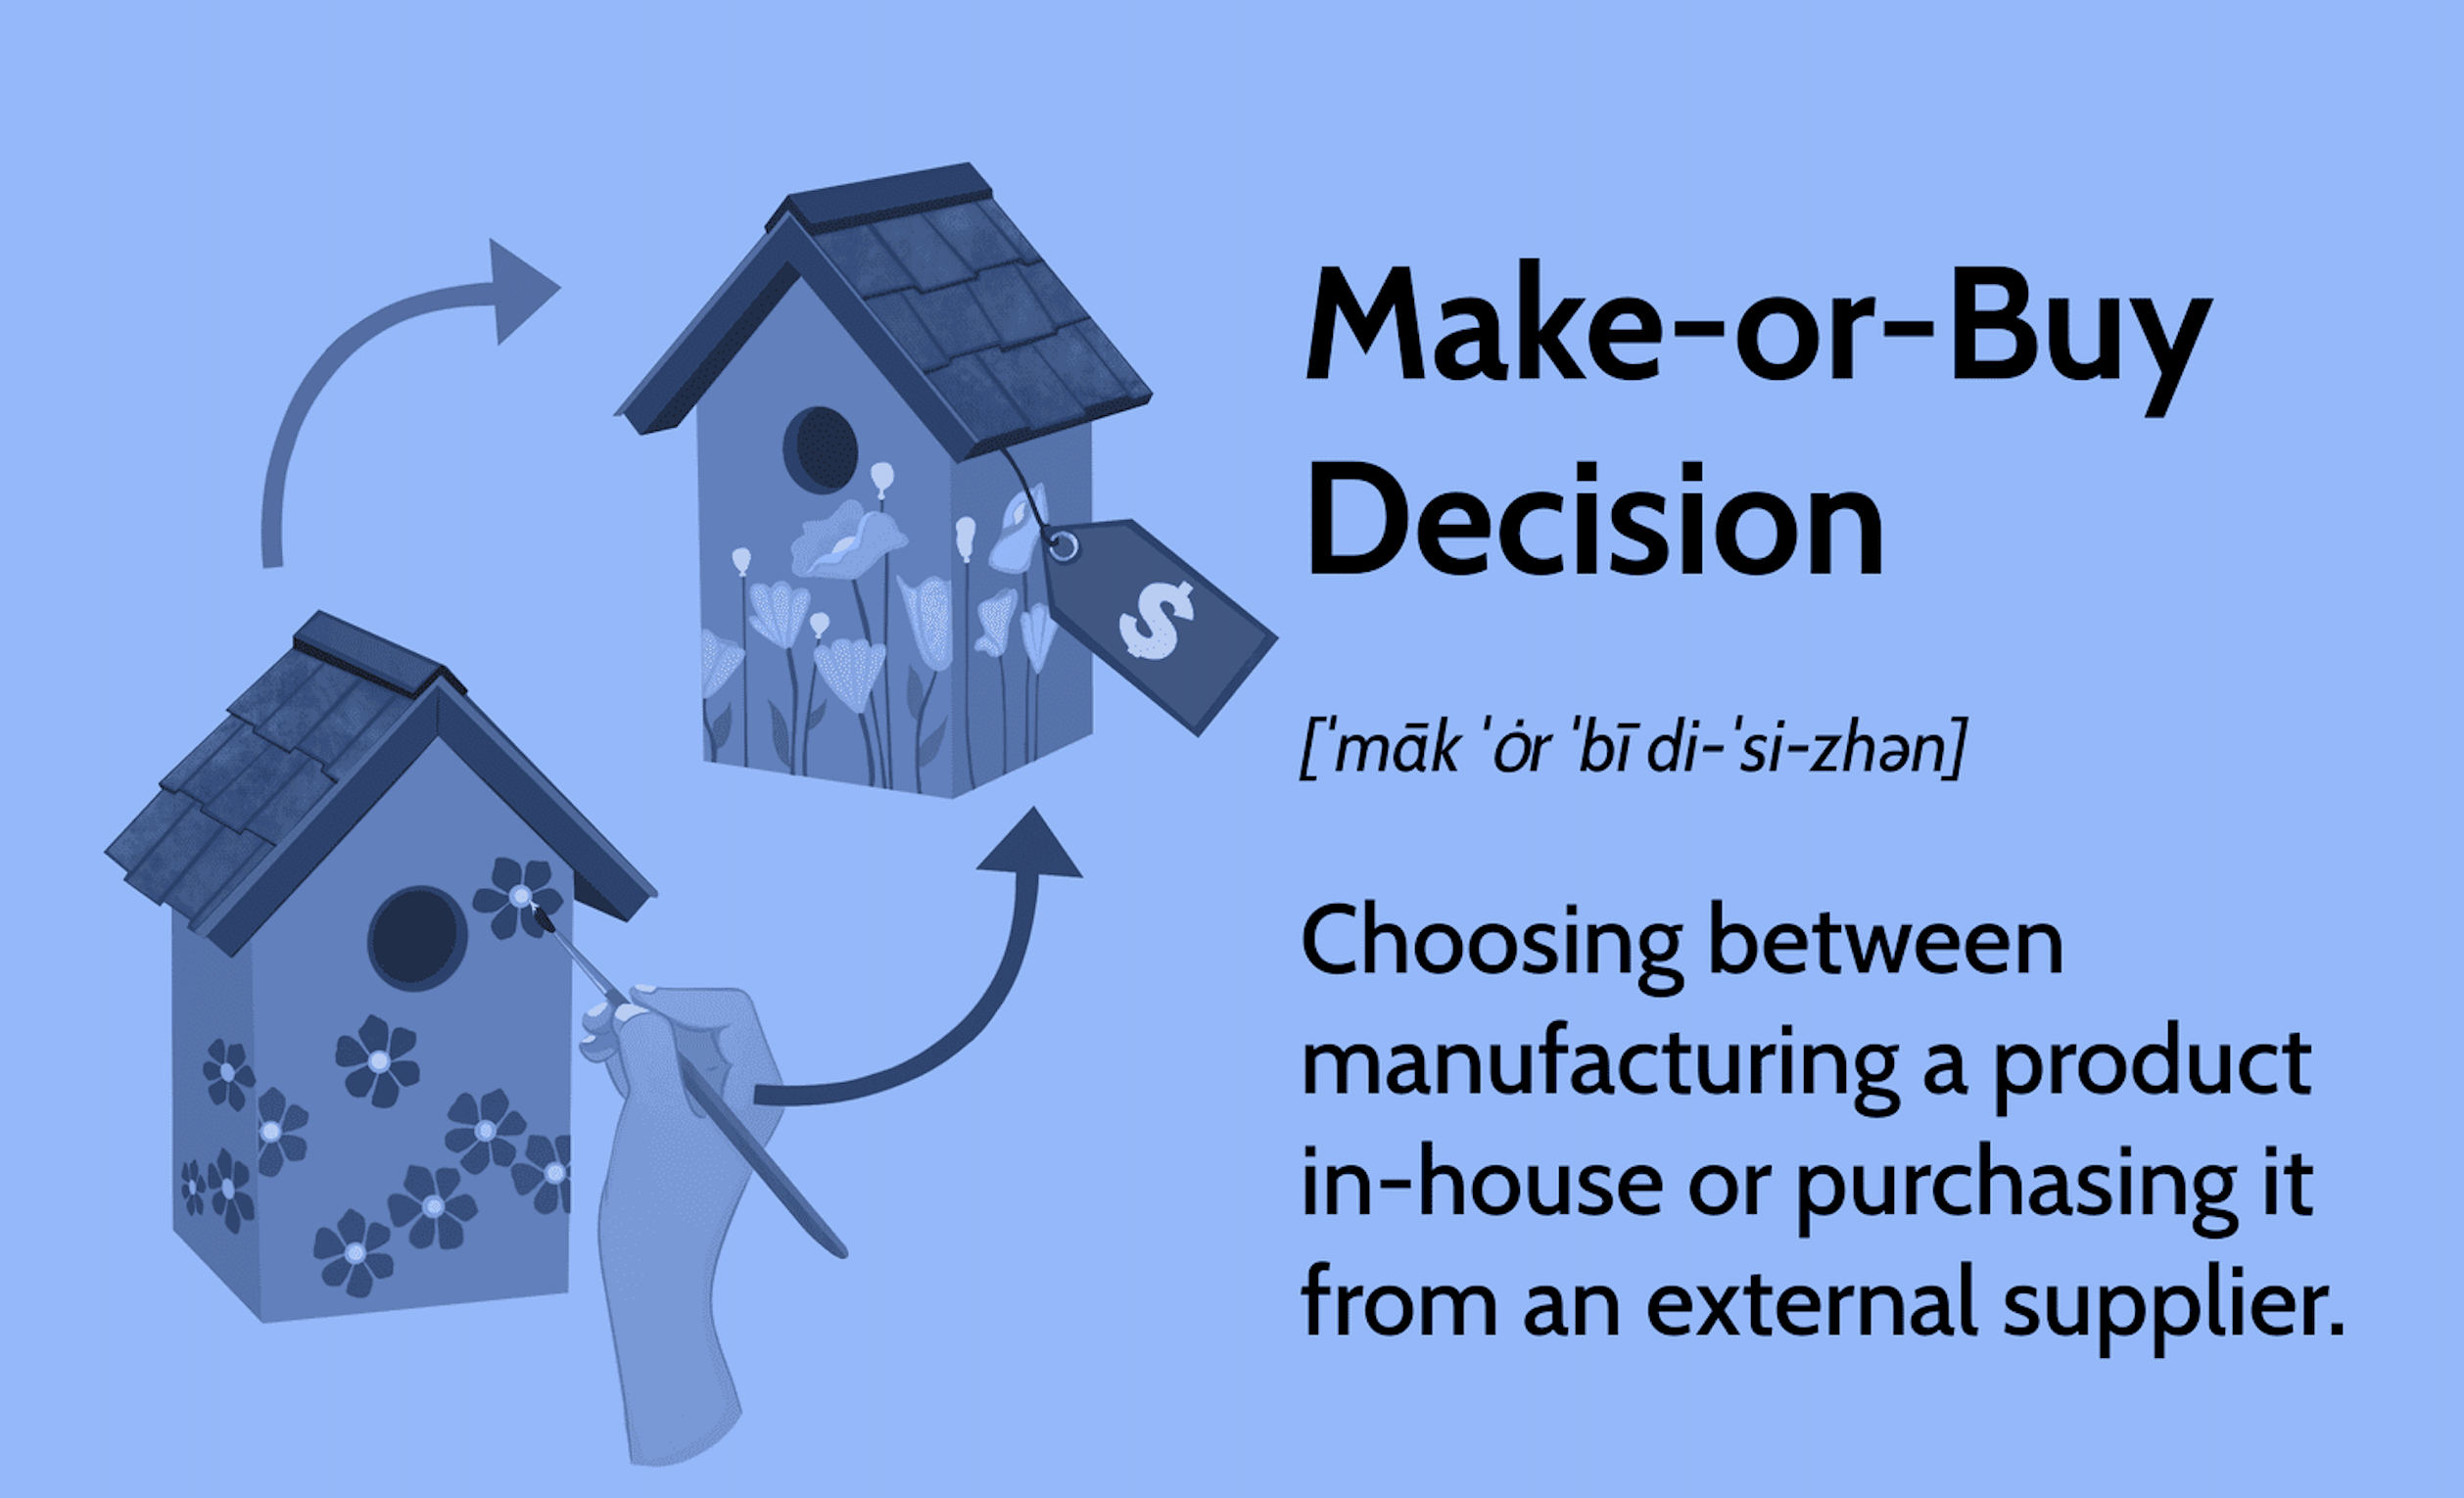 $
Make-or-Buy
Decision
[ˈmāk ˈȯr ˈbī di-ˈsi-zhən]
Choosing between
manufacturing a product
in-house or purchasing it
from an external supplier.